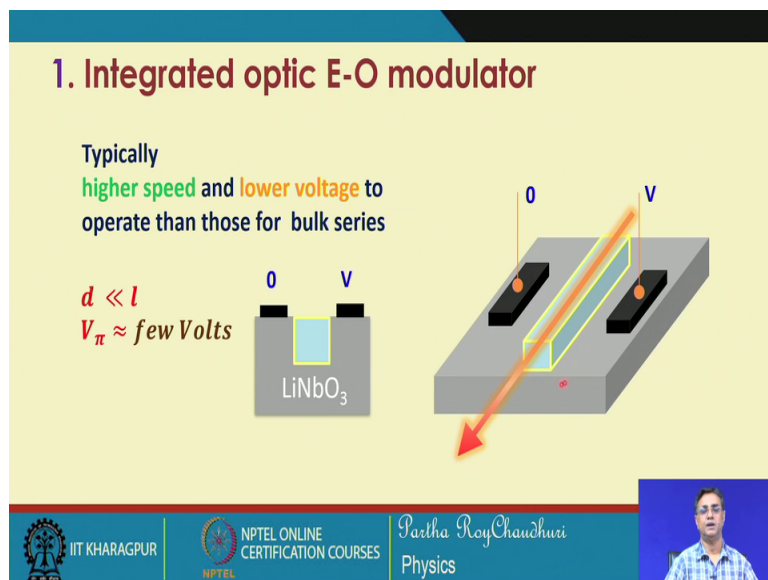 1. Integrated optic E-O modulator
Typically
higher speed and lower voltage to
operate than those for bulk series
d ≪ l
V_π ≈ few Volts
0 V
LiNbO₃
0 V
IIT KHARAGPUR
NPTEL
NPTEL ONLINE
CERTIFICATION COURSES
Partha RoyChaudhuri
Physics